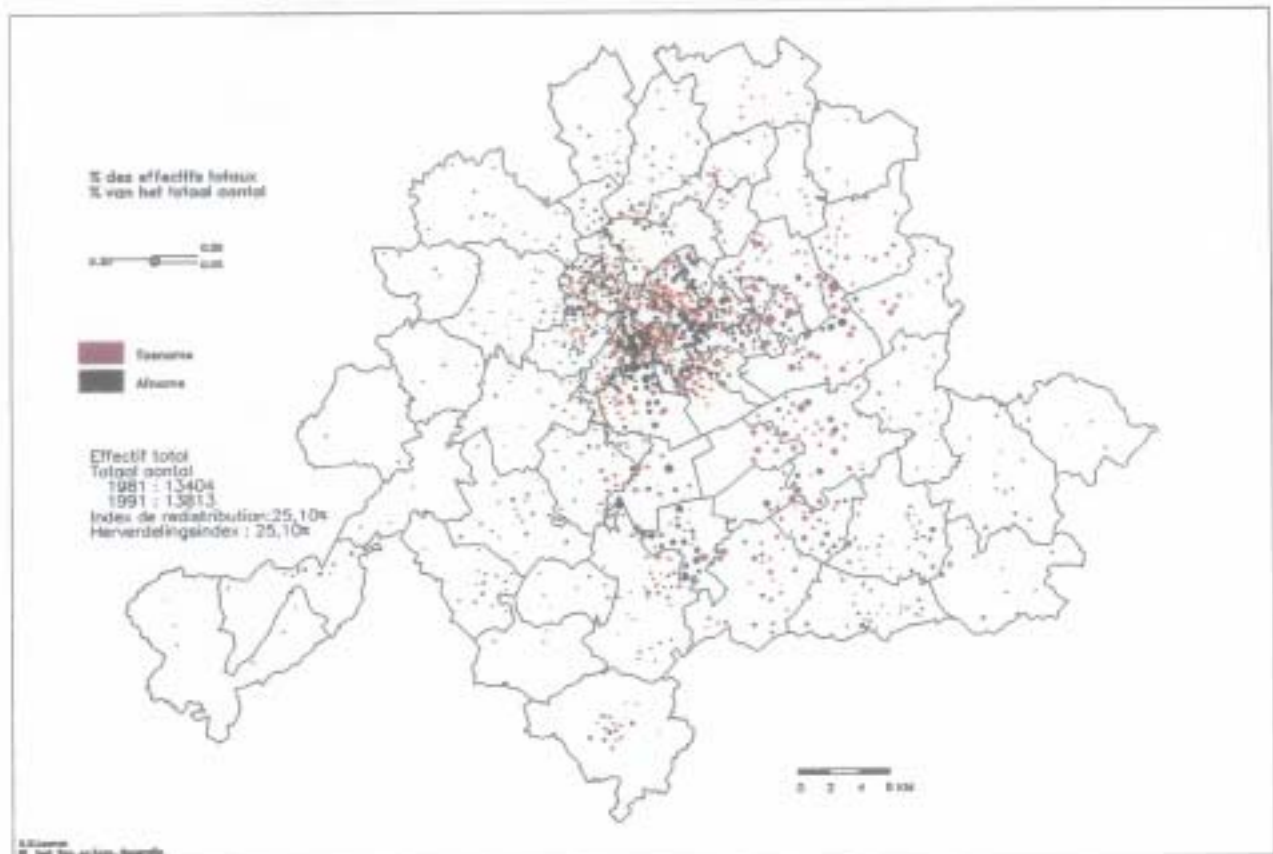 % des effectifs totaux
% van het totaal aantal
Toename
Afname
Effectif total
Totaal aantal
1981 : 13404
1991 : 13813
Index de redistribution:25,10%
Herverdelingsindex : 25,10%
0 2 4 6 KM